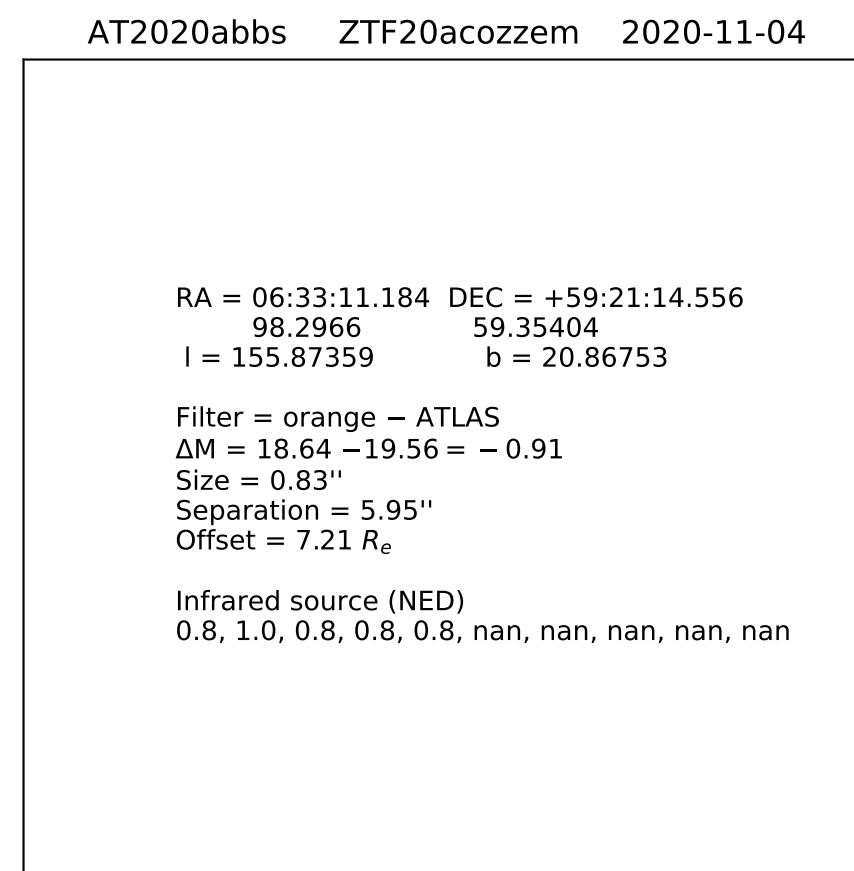 AT2020abbs ZTF20acozzem 2020-11-04
RA = 06:33:11.184 DEC = +59:21:14.556
98.2966 59.35404
l = 155.87359 b = 20.86753
Filter = orange − ATLAS
ΔM = 18.64 −19.56 = − 0.91
Size = 0.83''
Separation = 5.95''
Offset = 7.21 Re
Infrared source (NED)
0.8, 1.0, 0.8, 0.8, 0.8, nan, nan, nan, nan, nan